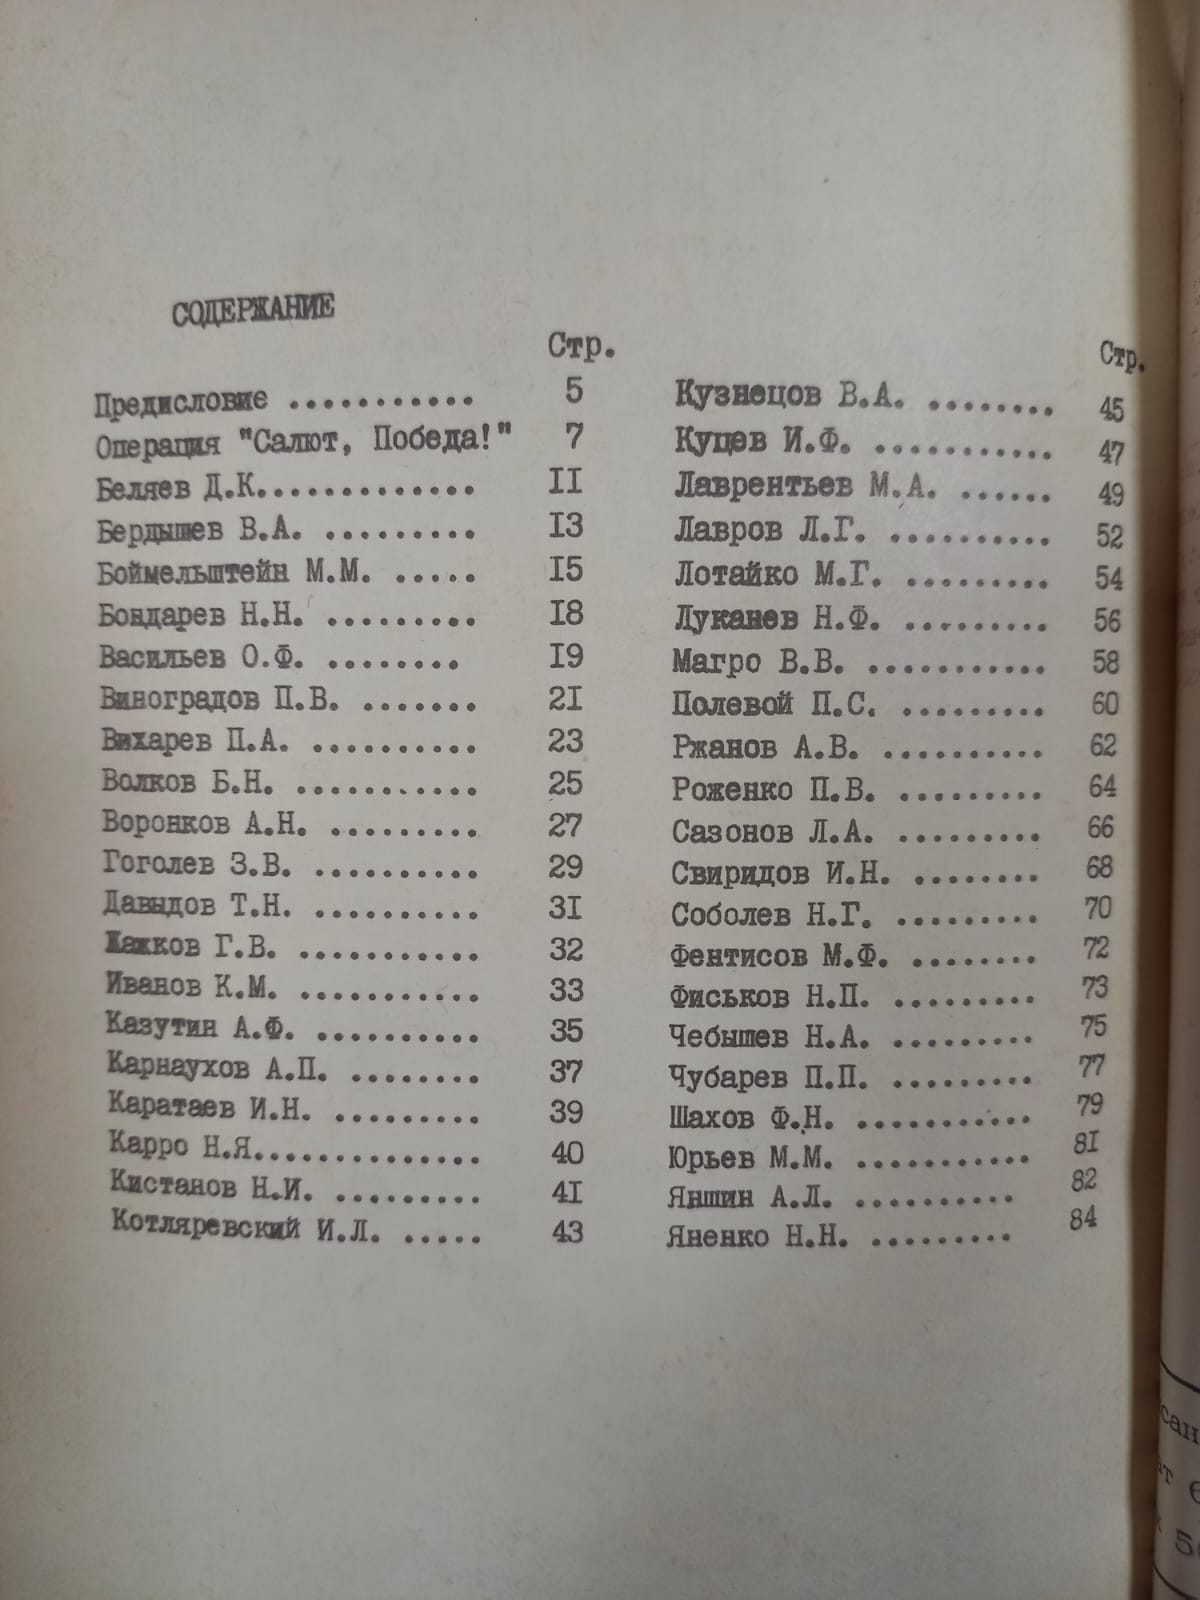 СОДЕРЖАНИЕ
Стр.
Предисловие ........... 5
Операция "Салют, Победа!" 7
Беляев Д.К............. II
Бердышев В.А. ......... I3
Боймельштейн М.М. ..... I5
Бондарев Н.Н. ......... I8
Васильев О.Ф. ........ I9
Виноградов П.В. ....... 2I
Вихарев П.А. .......... 23
Волков Б.Н. ........... 25
Воронков А.Н. ......... 27
Гоголев З.В. .......... 29
Давыдов Т.Н. .......... 3I
Жажков Г.В. ........... 32
Иванов К.М. ........... 33
Казутин А.Ф. .......... 35
Карнаухов А.П. ........ 37
Каратаев И.Н. ......... 39
Карро Н.Я.............. 40
Кистанов Н.И. ......... 4I
Котляревский И.Л. ..... 43
Стр.
Кузнецов В.А. ........ 45
Куцев И.Ф. ........... 47
Лаврентьев М.А. ...... 49
Лавров Л.Г. .......... 52
Лотайко М.Г. ......... 54
Луканев Н.Ф. ......... 56
Магро В.В. ........... 58
Полевой П.С. ......... 60
Ржанов А.В. .......... 62
Роженко П.В. ......... 64
Сазонов Л.А. ......... 66
Свиридов И.Н. ........ 68
Соболев Н.Г. ......... 70
Фентисов М.Ф. ........ 72
Фиськов Н.П. ......... 73
Чебышев Н.А. ......... 75
Чубарев П.П. ......... 77
Шахов Ф.Н. ........... 79
Юрьев М.М. ........... 8I
Яншин А.Л. .......... 82
Яненко Н.Н. ......... 84